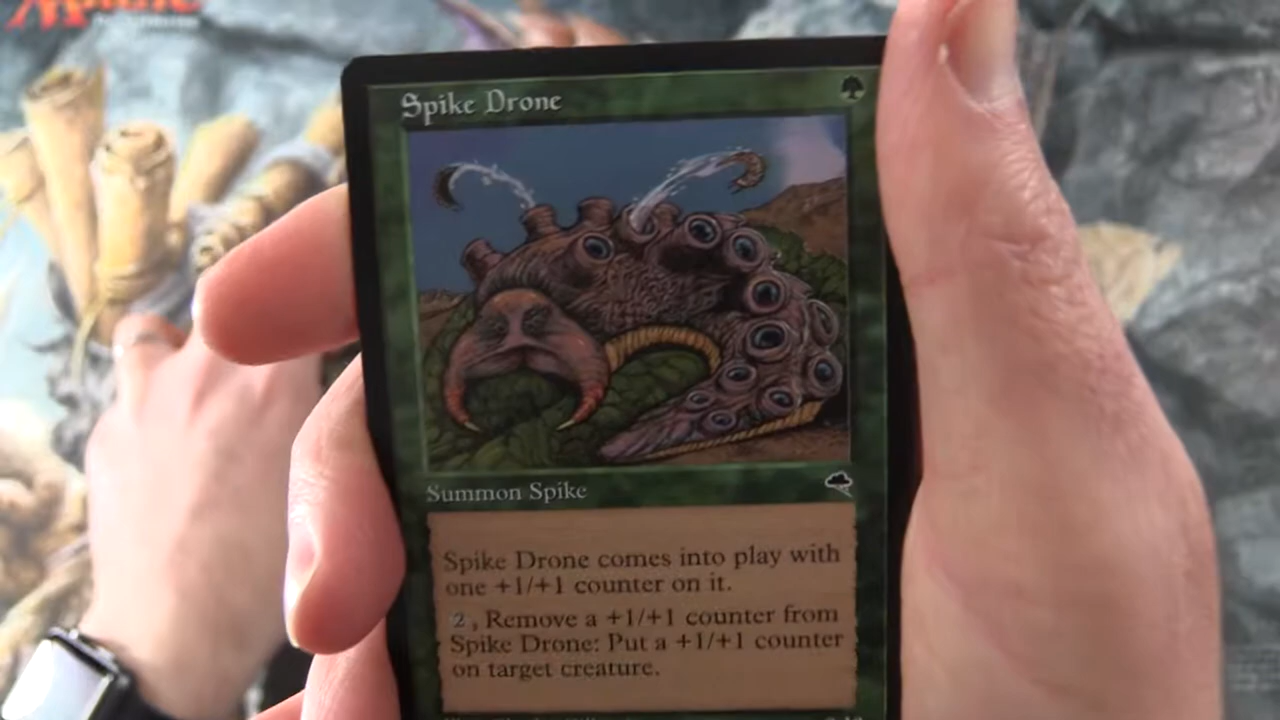 Spike Drone
Summon Spike
Spike Drone comes into play with
one +1/+1 counter on it.
2, Remove a +1/+1 counter from
Spike Drone: Put a +1/+1 counter
on target creature.